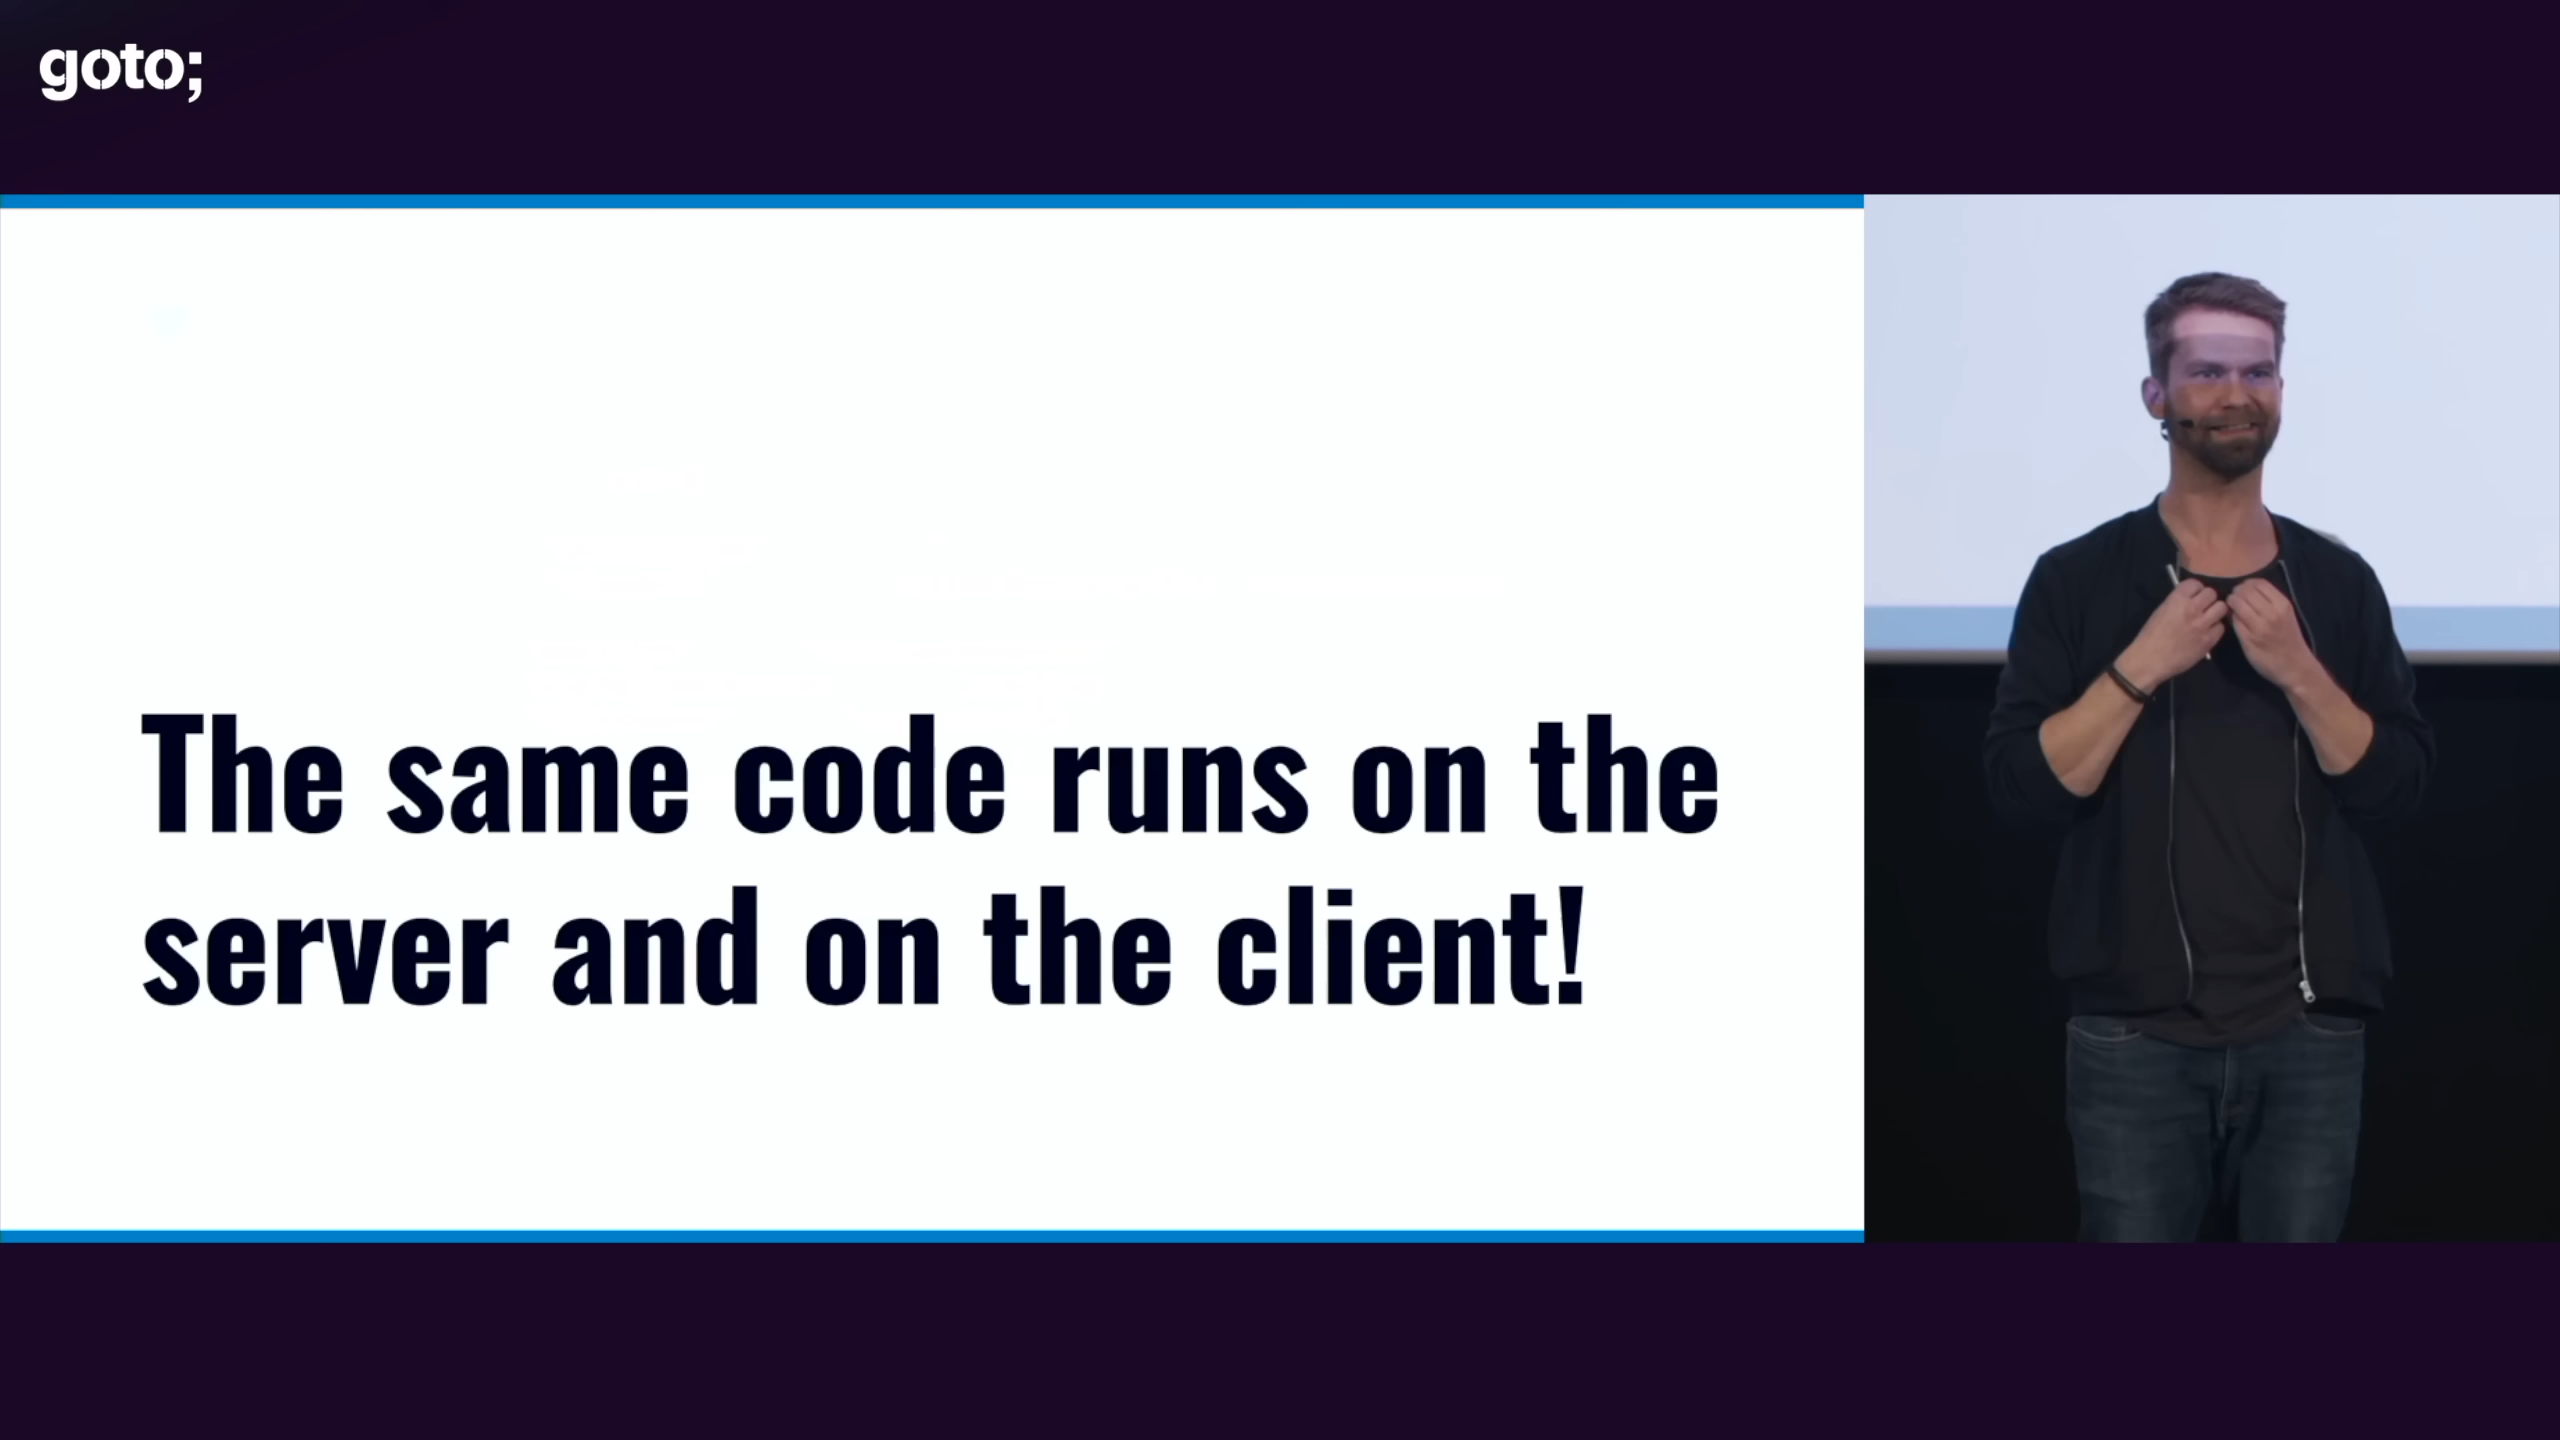 goto;
The same code runs on the
server and on the client!